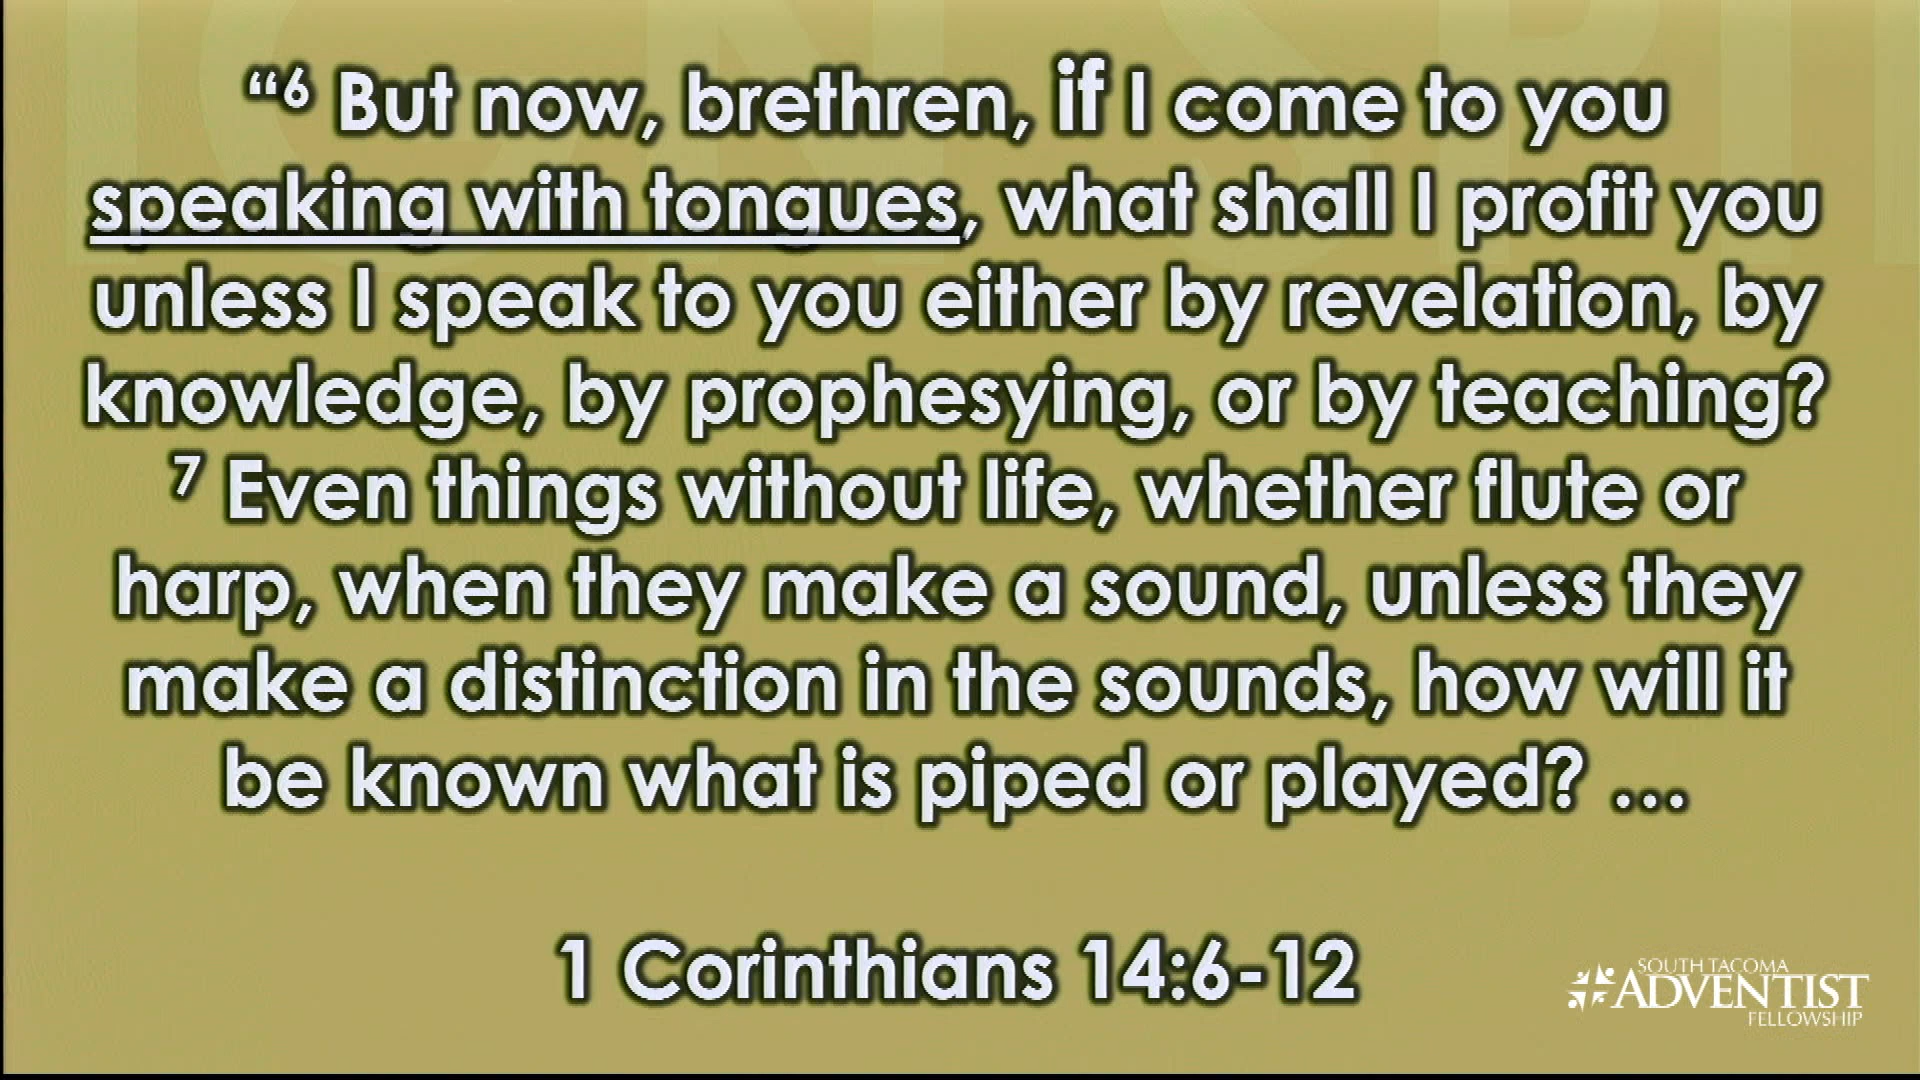 “⁶ But now, brethren, if I come to you
speaking with tongues, what shall I profit you
unless I speak to you either by revelation, by
knowledge, by prophesying, or by teaching?
⁷ Even things without life, whether flute or
harp, when they make a sound, unless they
make a distinction in the sounds, how will it
be known what is piped or played? …
1 Corinthians 14:6-12
SOUTH TACOMA
ADVENTIST
FELLOWSHIP